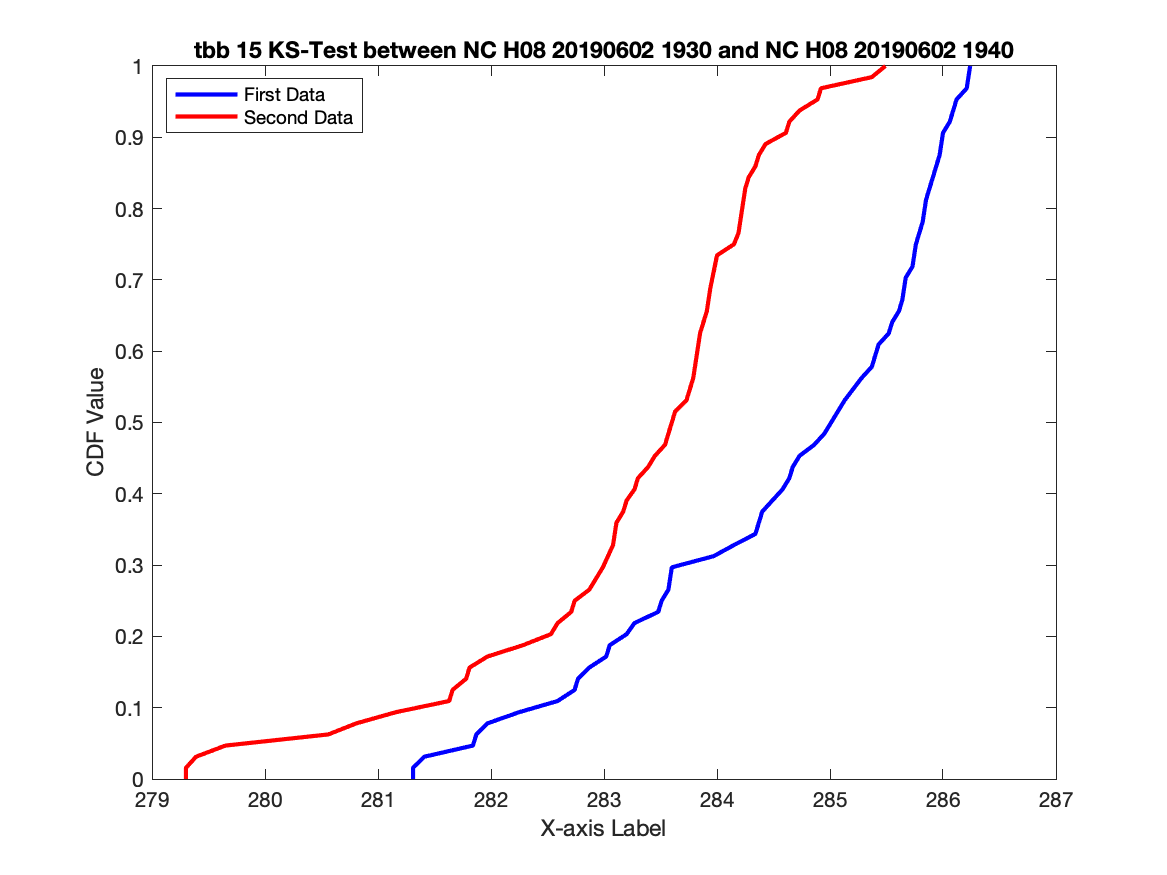 tbb 15 KS-Test between NC H08 20190602 1930 and NC H08 20190602 1940
First Data
Second Data
1
0.9
0.8
0.7
0.6
0.5
0.4
0.3
0.2
0.1
0
CDF Value
279 280 281 282 283 284 285 286 287
X-axis Label